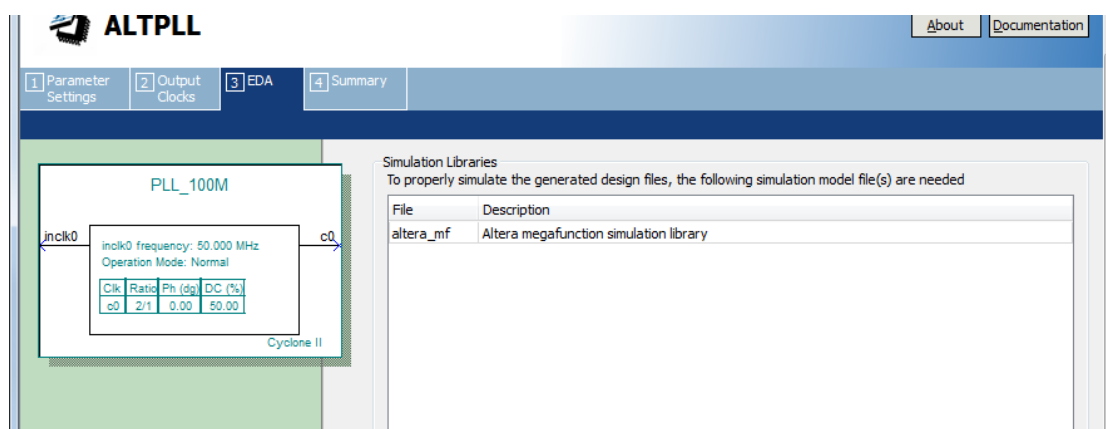 ALTPLL
About
Documentation
1 Parameter Settings
2 Output Clocks
3 EDA
4 Summary
PLL_100M
inclk0
c0
inclk0 frequency: 50.000 MHz
Operation Mode: Normal
Clk Ratio Ph (dg) DC (%)
c0 2/1 0.00 50.00
Cyclone II
Simulation Libraries
To properly simulate the generated design files, the following simulation model file(s) are needed
File Description
altera_mf Altera megafunction simulation library